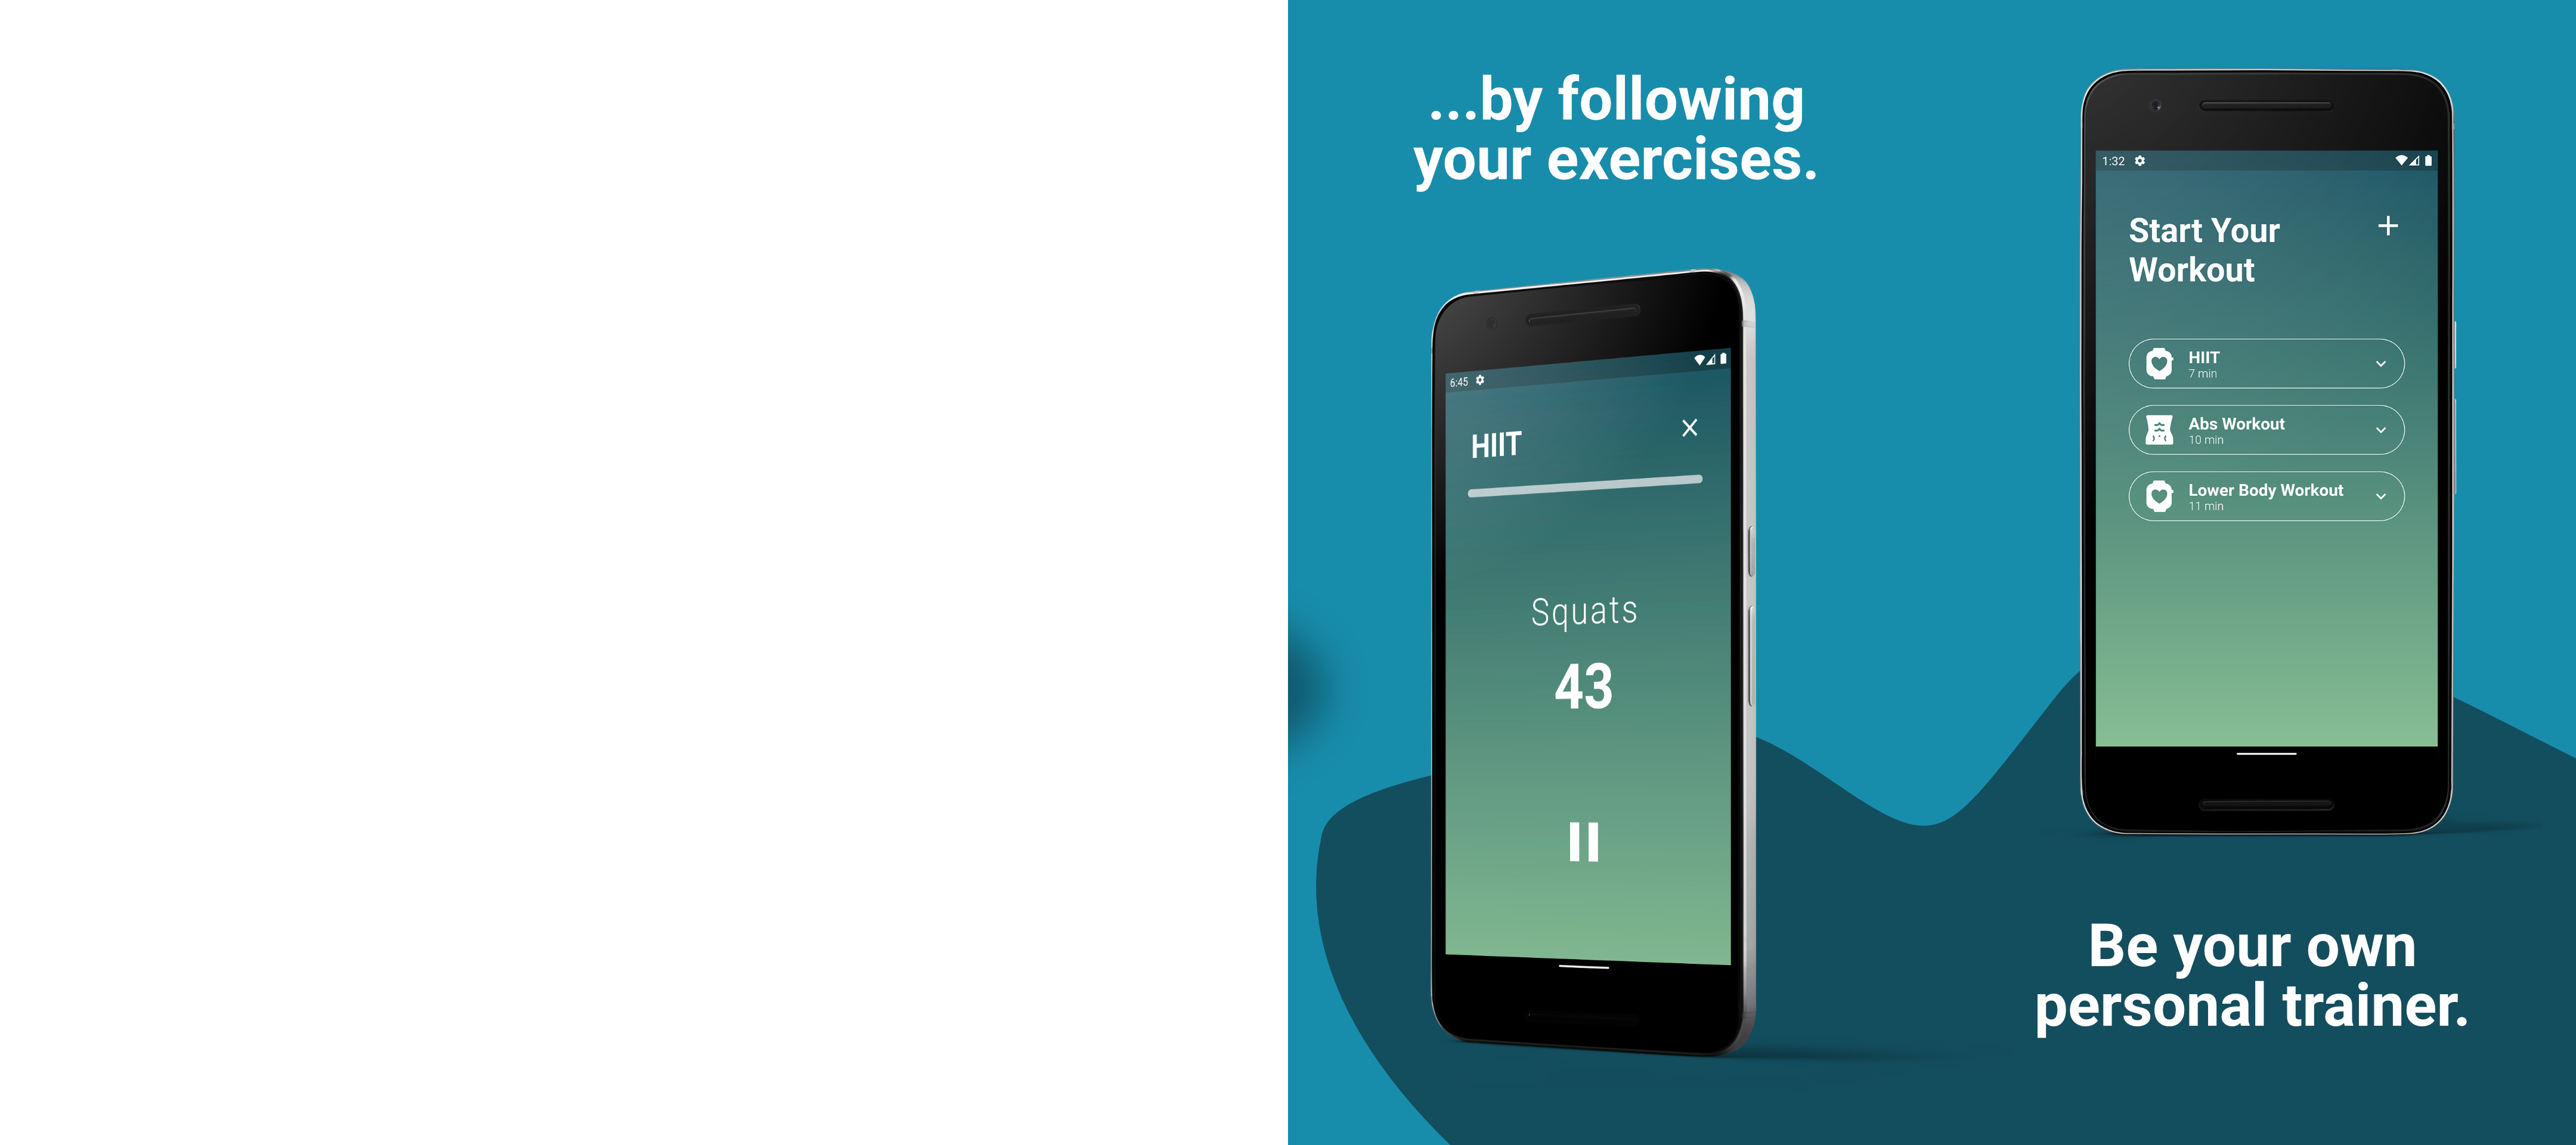 ...by following
your exercises.
6:45
HIIT
Squats
43
1:32
Start Your
Workout
HIIT
7 min
Abs Workout
10 min
Lower Body Workout
11 min
Be your own
personal trainer.